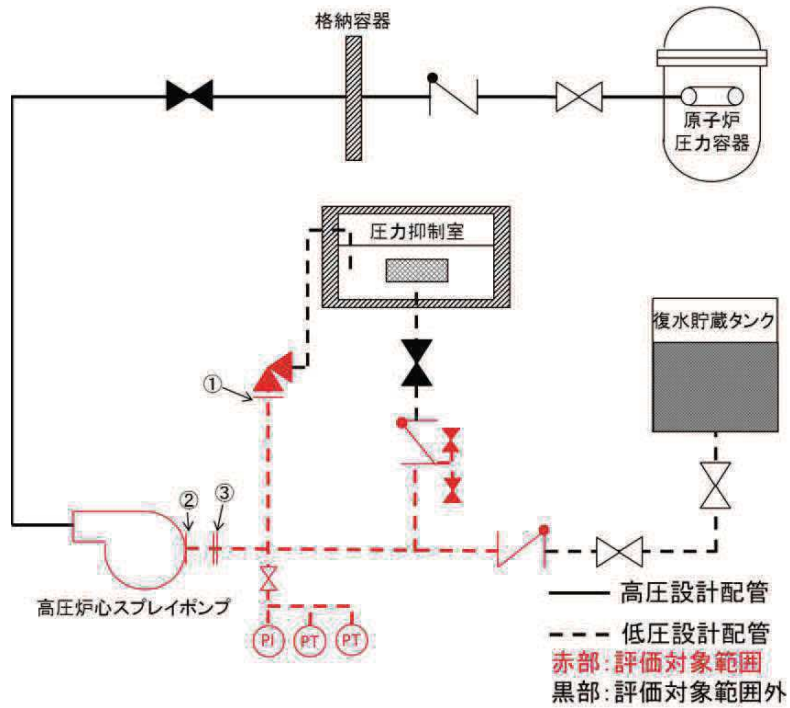 格納容器
原子炉
圧力容器
圧力抑制室
復水貯蔵タンク
①
②
③
高圧炉心スプレイポンプ
PI
PT
PT
高圧設計配管
低圧設計配管
赤部:評価対象範囲
黒部:評価対象範囲外